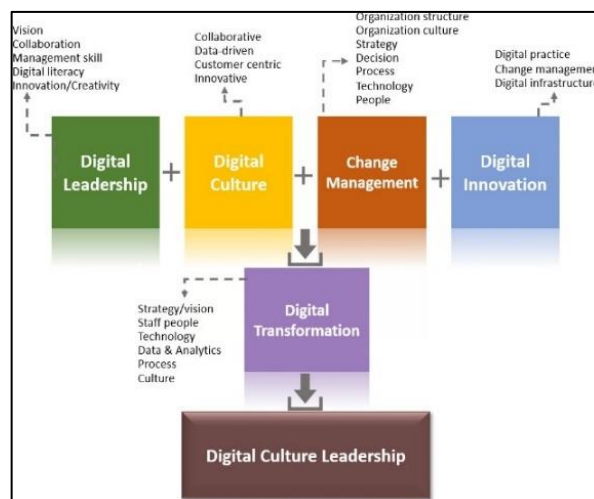 Vision
Collaboration
Management skill
Digital literacy
Innovation/Creativity
Collaborative
Data-driven
Customer centric
Innovative
Organization structure
Organization culture
Strategy
Decision
Process
Technology
People
Digital practice
Change management
Digital infrastructure
Digital
Leadership
+
Digital
Culture
+
Change
Management
+
Digital
Innovation
Strategy/vision
Staff people
Technology
Data & Analytics
Process
Culture
Digital
Transformation
Digital Culture Leadership